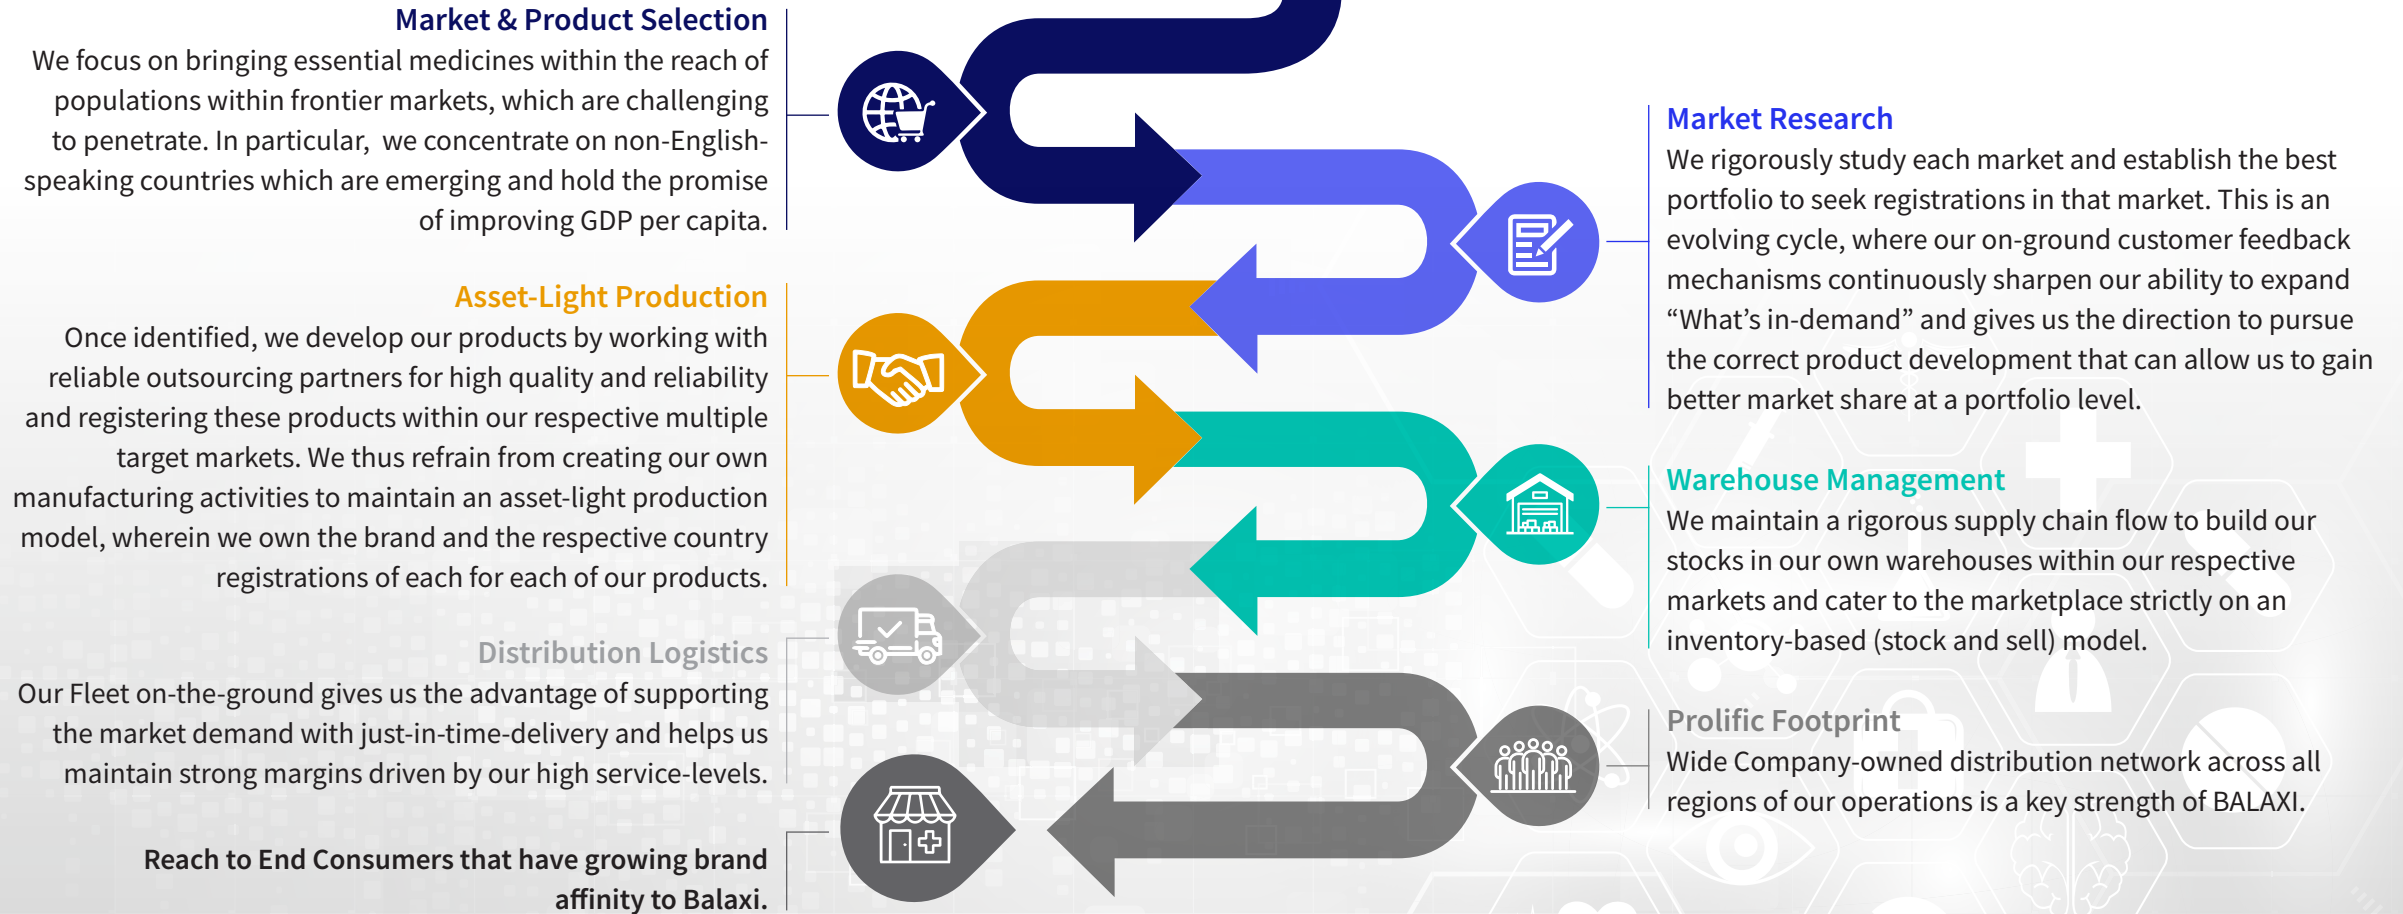 Market & Product Selection
We focus on bringing essential medicines within the reach of
populations within frontier markets, which are challenging
to penetrate. In particular, we concentrate on non-English-
speaking countries which are emerging and hold the promise
of improving GDP per capita.
Market Research
We rigorously study each market and establish the best
portfolio to seek registrations in that market. This is an
evolving cycle, where our on-ground customer feedback
mechanisms continuously sharpen our ability to expand
“What’s in-demand” and gives us the direction to pursue
the correct product development that can allow us to gain
better market share at a portfolio level.
Asset-Light Production
Once identified, we develop our products by working with
reliable outsourcing partners for high quality and reliability
and registering these products within our respective multiple
target markets. We thus refrain from creating our own
manufacturing activities to maintain an asset-light production
model, wherein we own the brand and the respective country
registrations of each for each of our products.
Warehouse Management
We maintain a rigorous supply chain flow to build our
stocks in our own warehouses within our respective
markets and cater to the marketplace strictly on an
inventory-based (stock and sell) model.
Distribution Logistics
Our Fleet on-the-ground gives us the advantage of supporting
the market demand with just-in-time-delivery and helps us
maintain strong margins driven by our high service-levels.
Prolific Footprint
Wide Company-owned distribution network across all
regions of our operations is a key strength of BALAXI.
Reach to End Consumers that have growing brand
affinity to Balaxi.